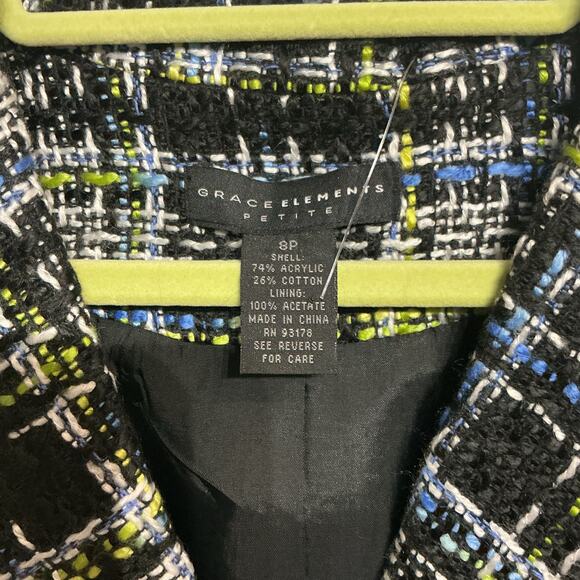 GRACE ELEMENTS
PETITE
8P
SHELL:
74% ACRYLIC
26% COTTON
LINING:
100% ACETATE
MADE IN CHINA
RN 93178
SEE REVERSE
FOR CARE